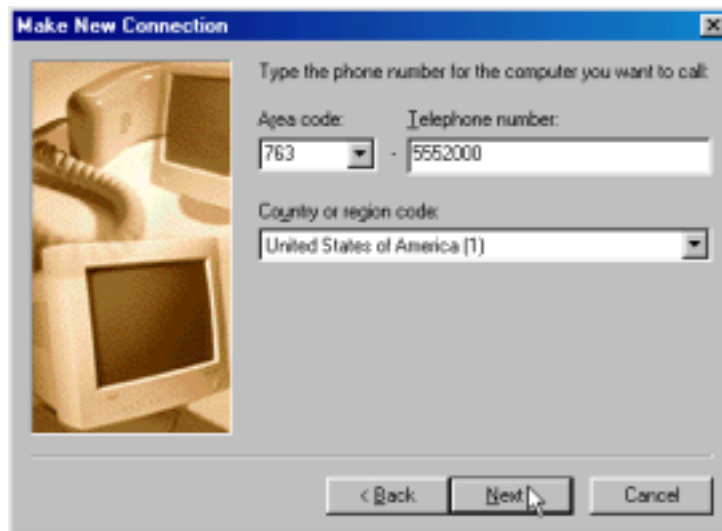 Make New Connection
Type the phone number for the computer you want to call:
Area code: Telephone number:
763 - 5552000
Country or region code:
United States of America (1)
< Back Next > Cancel